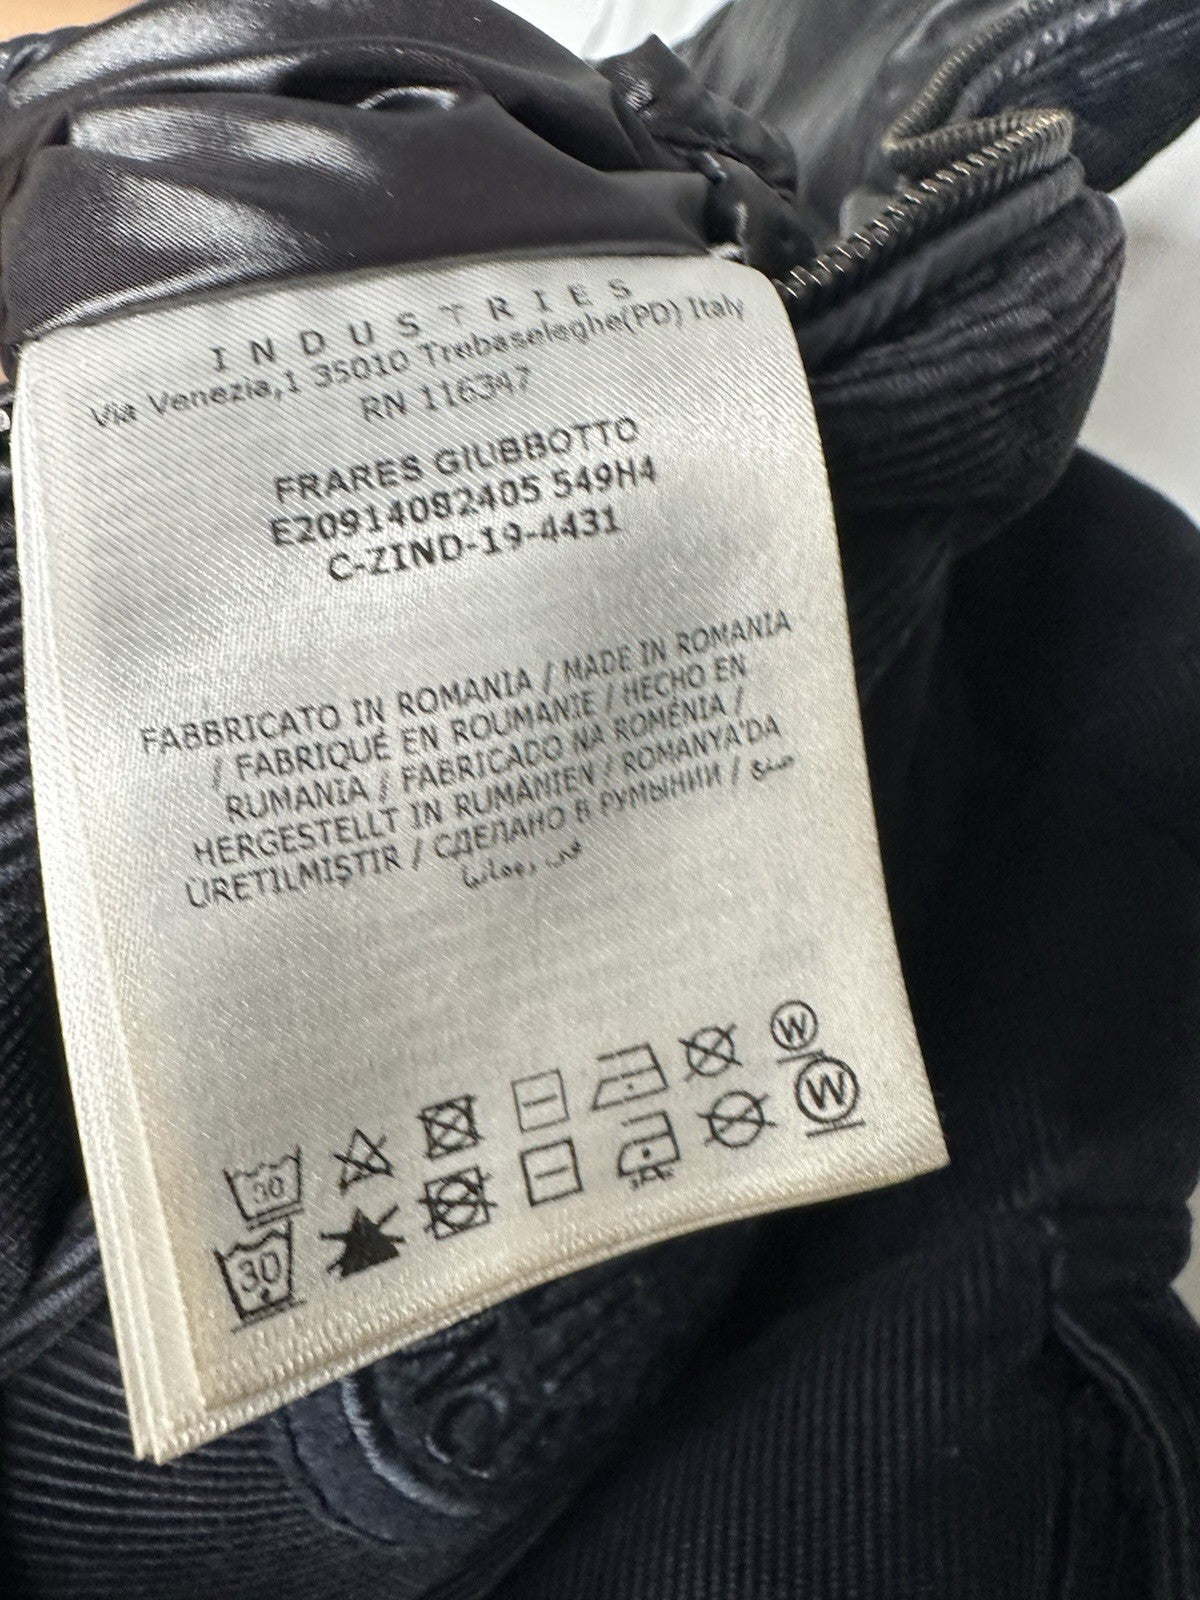 INDUSTRIES
Via Venezia,1 35010 Trebaseleghe(PD) Italy
RN 116347
FRARES GIUBBOTTO
E20914082405 549H4
C-ZIND-19-4431
FABBRICATO IN ROMANIA / MADE IN ROMANIA
/ FABRIQUÉ EN ROUMANIE / HECHO EN
RUMANIA / FABRICADO NA ROMÉNIA /
HERGESTELLT IN RUMÄNIEN / ROMANYA'DA
ÜRETILMIŞTIR / СДЕЛАНО В РУМЫНИИ / صنع
في رومانيا
30 W
30 W